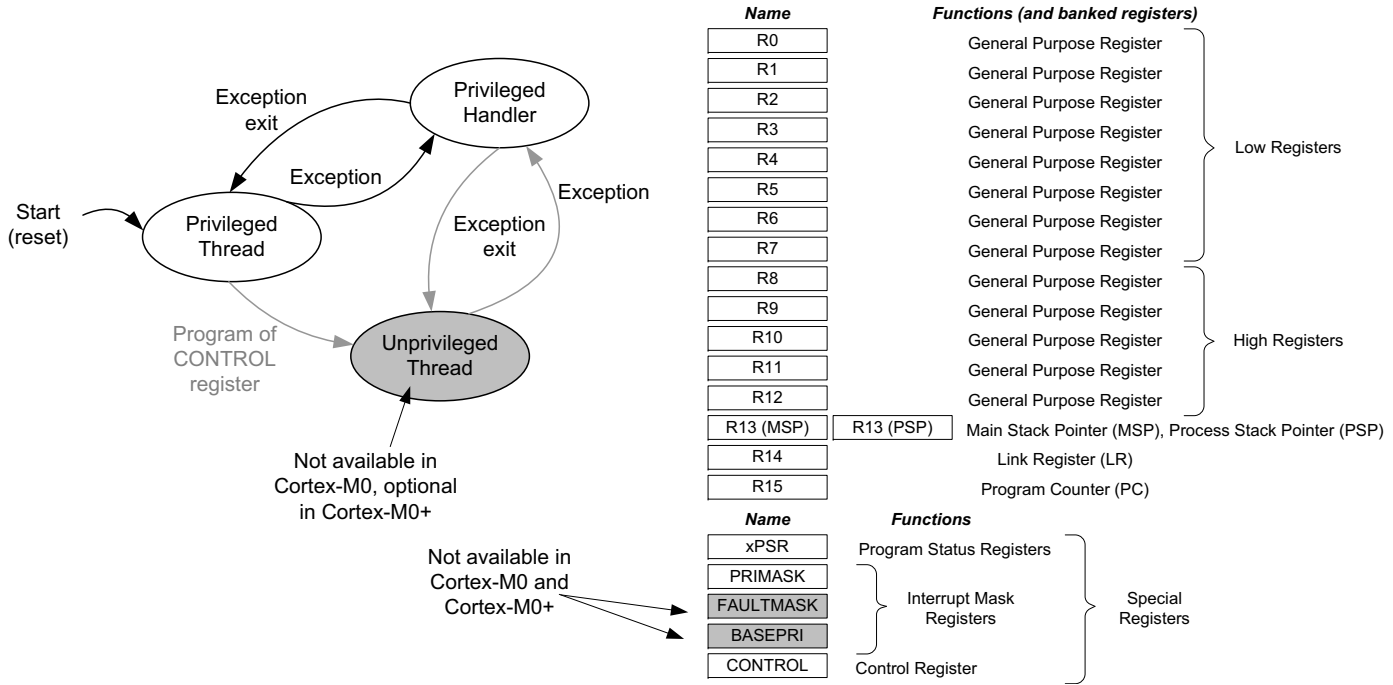 Privileged
Handler
Exception
exit
Exception
Exception
Start
(reset)
Privileged
Thread
Exception
exit
Program of
CONTROL
register
Unprivileged
Thread
Not available in
Cortex-M0, optional
in Cortex-M0+
Not available in
Cortex-M0 and
Cortex-M0+
Name Functions (and banked registers)
R0 General Purpose Register
R1 General Purpose Register
R2 General Purpose Register
R3 General Purpose Register
R4 General Purpose Register
R5 General Purpose Register
R6 General Purpose Register
R7 General Purpose Register
Low Registers
R8 General Purpose Register
R9 General Purpose Register
R10 General Purpose Register
R11 General Purpose Register
R12 General Purpose Register
High Registers
R13 (MSP) R13 (PSP) Main Stack Pointer (MSP), Process Stack Pointer (PSP)
R14 Link Register (LR)
R15 Program Counter (PC)
Name Functions
xPSR Program Status Registers
PRIMASK
FAULTMASK
BASEPRI
Interrupt Mask
Registers
CONTROL Control Register
Special
Registers